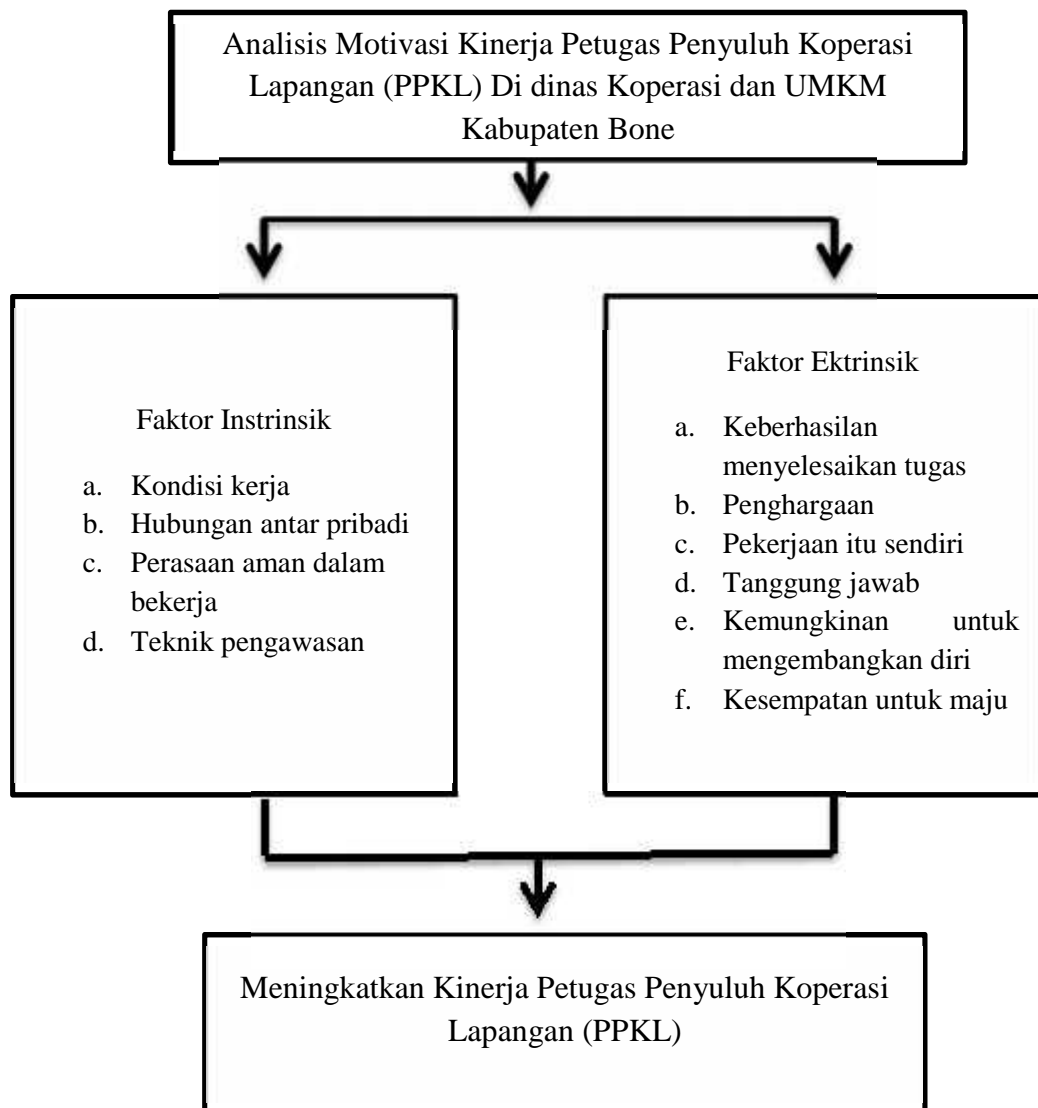 Analisis Motivasi Kinerja Petugas Penyuluh Koperasi
Lapangan (PPKL) Di dinas Koperasi dan UMKM
Kabupaten Bone
Faktor Instrinsik
a. Kondisi kerja
b. Hubungan antar pribadi
c. Perasaan aman dalam
bekerja
d. Teknik pengawasan
Faktor Ektrinsik
a. Keberhasilan
menyelesaikan tugas
b. Penghargaan
c. Pekerjaan itu sendiri
d. Tanggung jawab
e. Kemungkinan untuk
mengembangkan diri
f. Kesempatan untuk maju
Meningkatkan Kinerja Petugas Penyuluh Koperasi
Lapangan (PPKL)